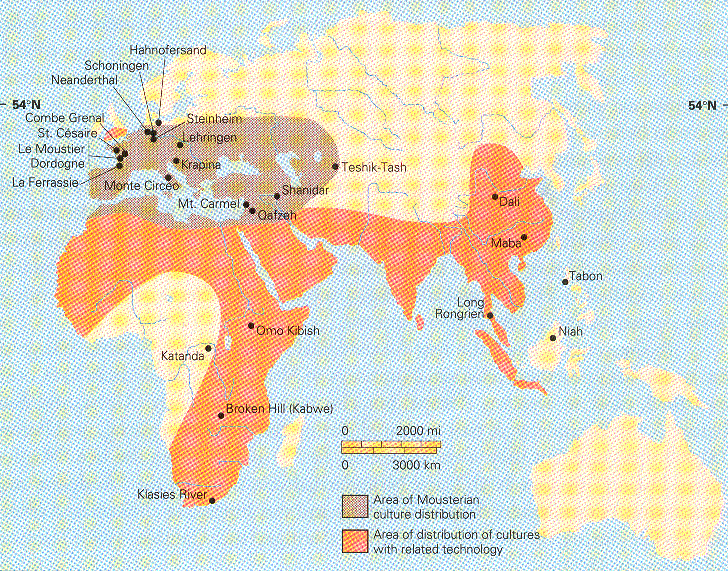 Hahnofersand
Schoningen
Neanderthal
54°N
54°N
Combe Grenal
Steinheim
St. Césaire
Lehringen
Le Moustier
Dordogne
Krapina
Teshik-Tash
La Ferrassie
Monte Circeo
Shanidar
Mt. Carmel
Qafzeh
Dali
Maba
Tabon
Long
Rongrien
Omo Kibish
Niah
Katanda
Broken Hill (Kabwe)
0 2000 mi
0 3000 km
Klasies River
Area of Mousterian
culture distribution
Area of distribution of cultures
with related technology